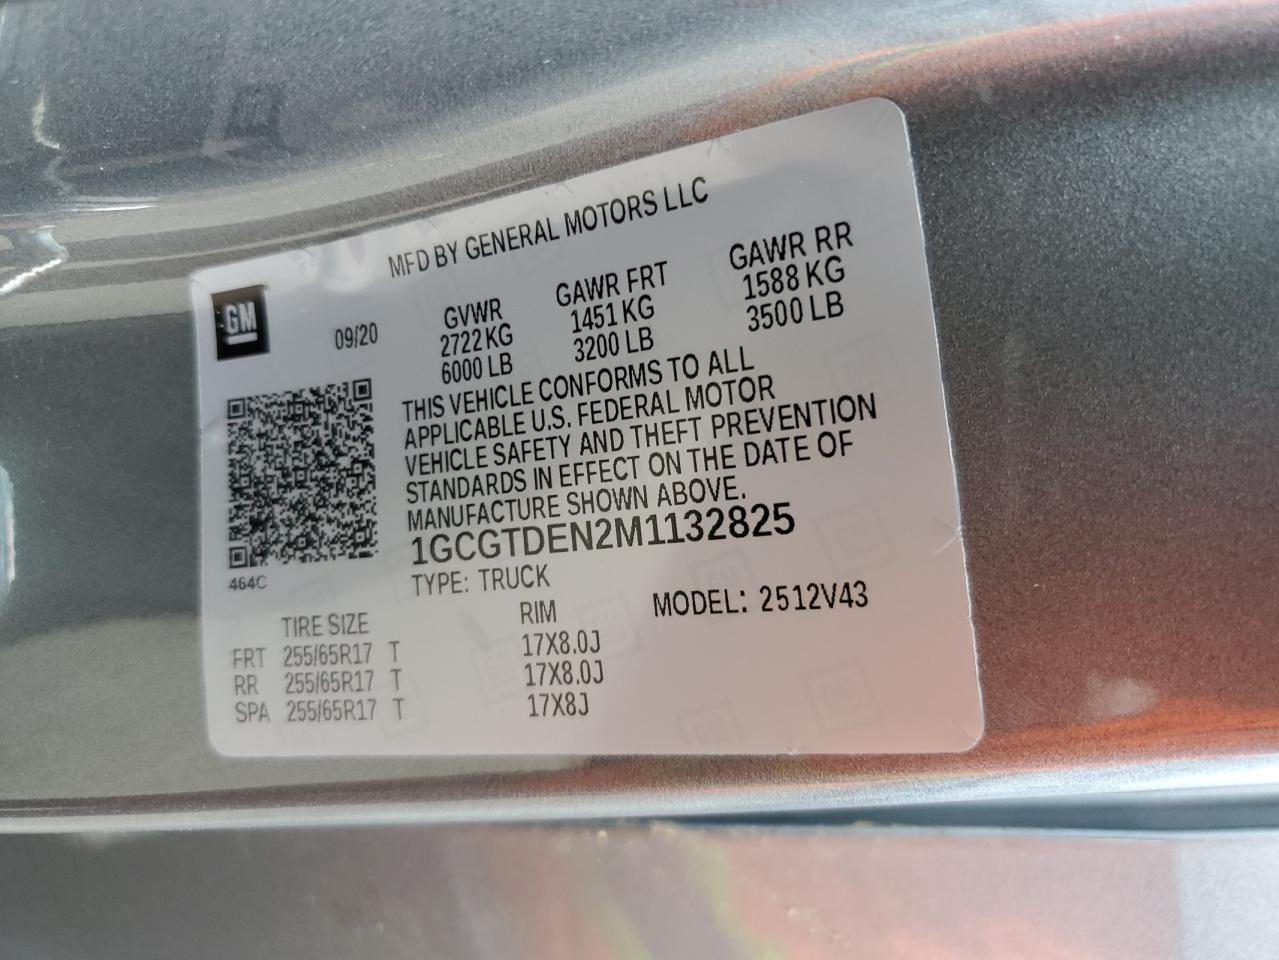 MFD BY GENERAL MOTORS LLC
GM
09/20
GVWR
2722 KG
6000 LB
GAWR FRT
1451 KG
3200 LB
GAWR RR
1588 KG
3500 LB
THIS VEHICLE CONFORMS TO ALL
APPLICABLE U.S. FEDERAL MOTOR
VEHICLE SAFETY AND THEFT PREVENTION
STANDARDS IN EFFECT ON THE DATE OF
MANUFACTURE SHOWN ABOVE.
1GCGTDEN2M1132825
464C
TYPE: TRUCK
MODEL: 2512V43
TIRE SIZE RIM
FRT 255/65R17 T 17X8.0J
RR 255/65R17 T 17X8.0J
SPA 255/65R17 T 17X8J